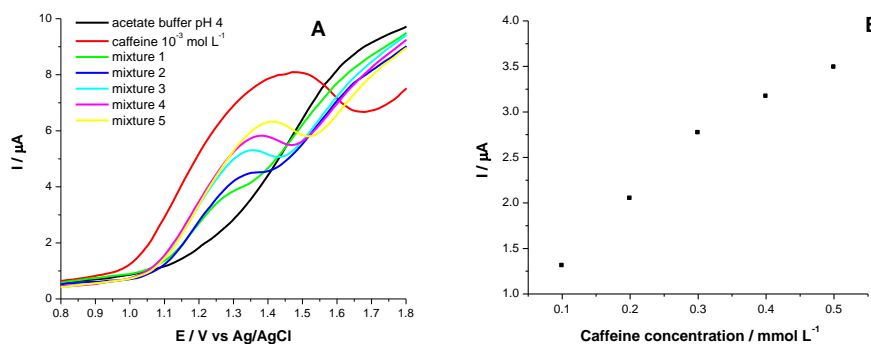 A
acetate buffer pH 4
caffeine 10⁻³ mol L⁻¹
mixture 1
mixture 2
mixture 3
mixture 4
mixture 5
I / µA
10
8
6
4
2
0
0.8 0.9 1.0 1.1 1.2 1.3 1.4 1.5 1.6 1.7 1.8
E / V vs Ag/AgCl
I / µA
4.0
3.5
3.0
2.5
2.0
1.5
1.0
0.1 0.2 0.3 0.4 0.5
Caffeine concentration / mmol L⁻¹